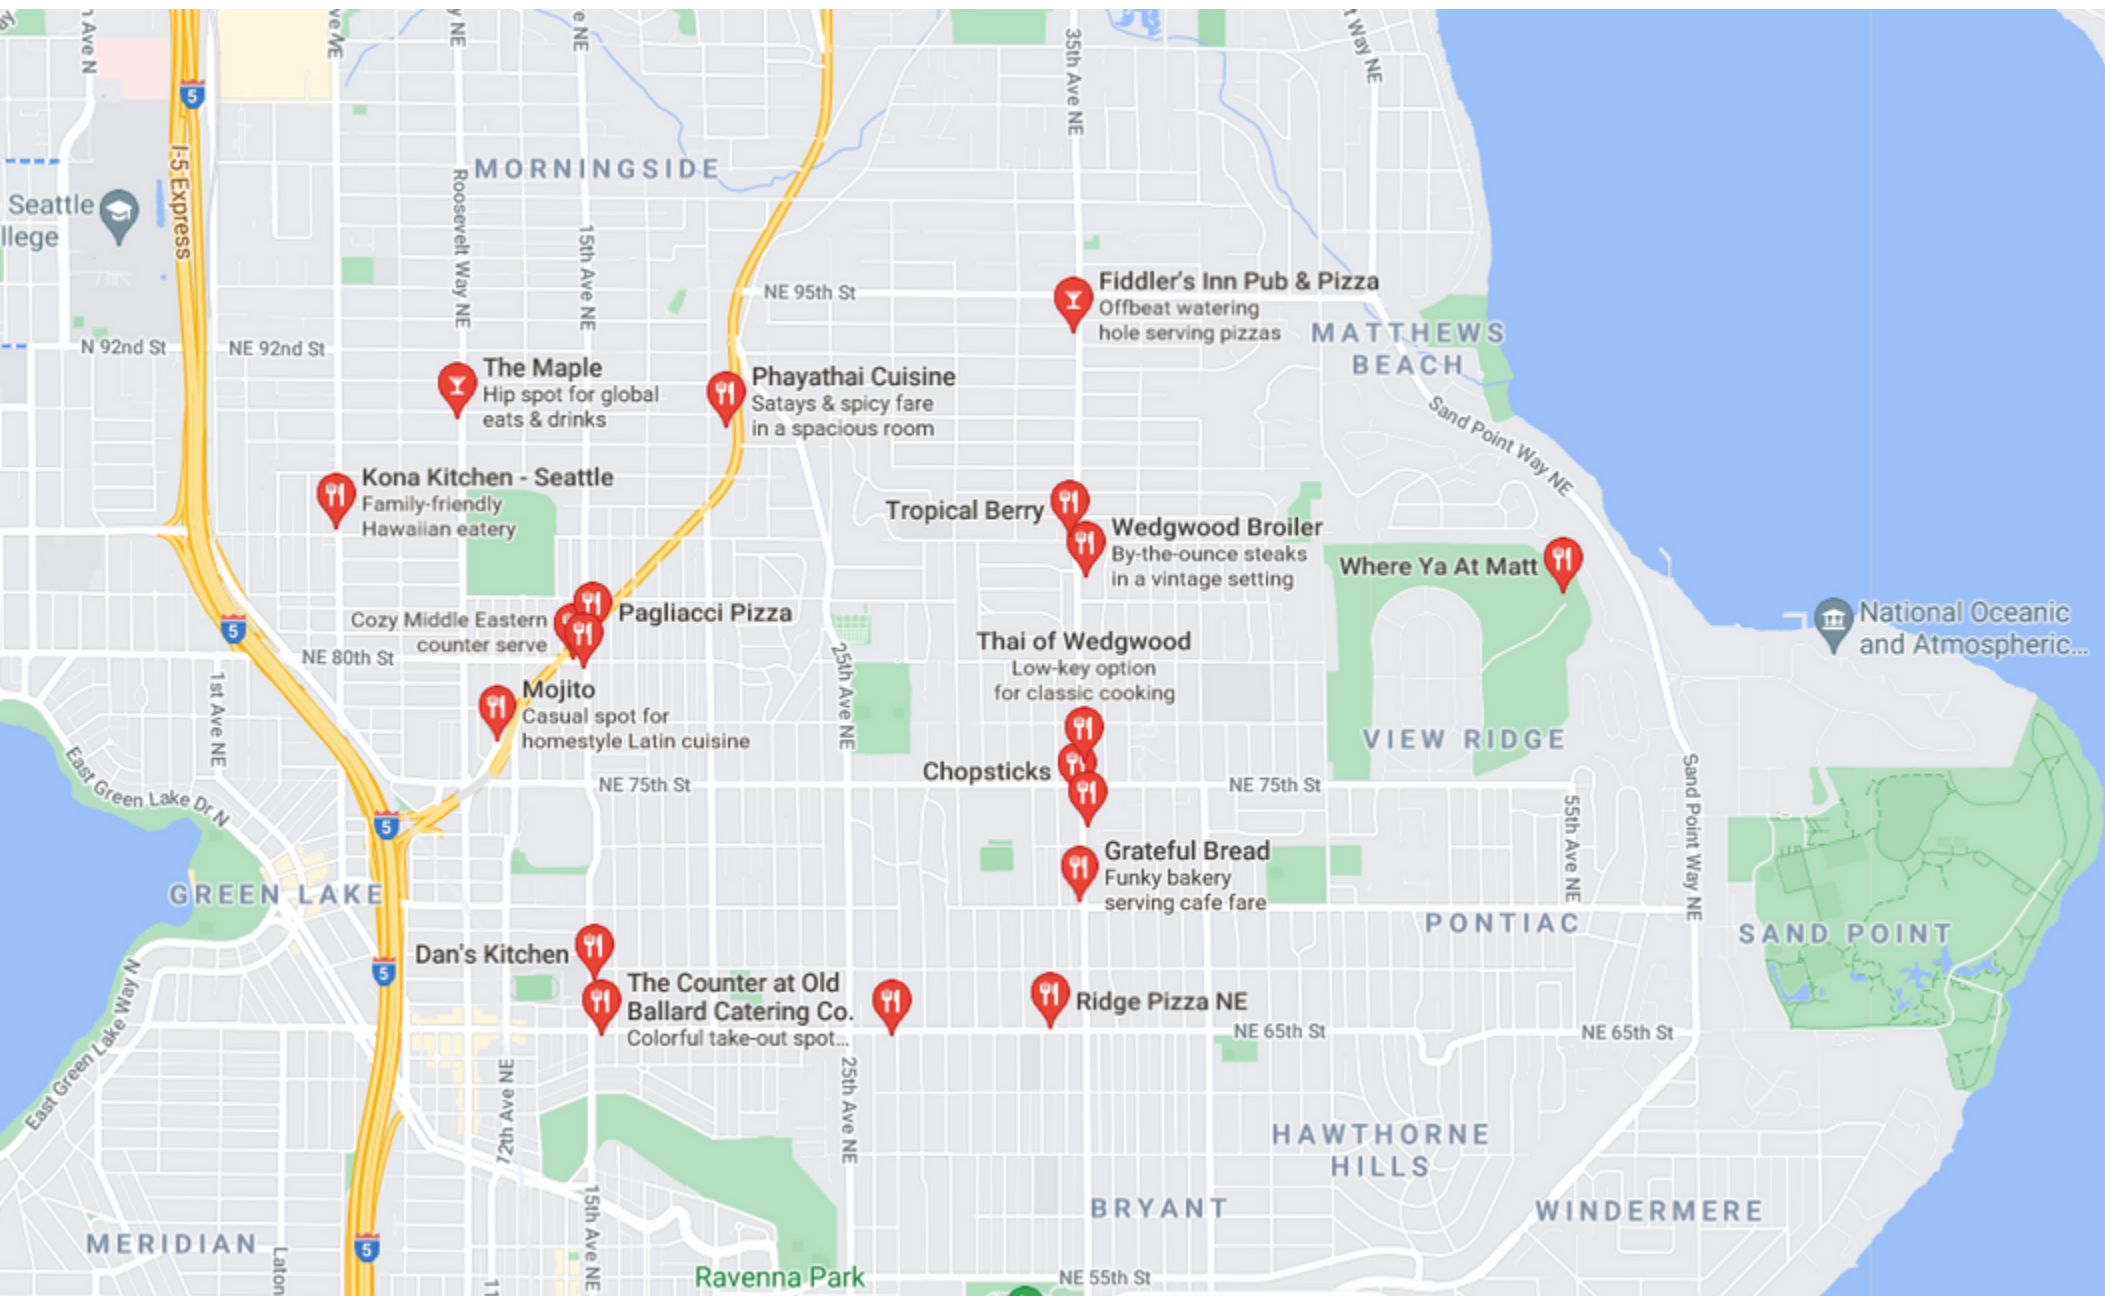 Ave N
ve NE
y NE
e NE
35th Ave NE
t Way NE
5
I-5 Express
MORNINGSIDE
Roosevelt Way NE
15th Ave NE
Seattle
llege
NE 95th St
Fiddler's Inn Pub & Pizza
Offbeat watering
hole serving pizzas
MATTHEWS
BEACH
N 92nd St
NE 92nd St
The Maple
Hip spot for global
eats & drinks
Phayathai Cuisine
Satays & spicy fare
in a spacious room
Sand Point Way NE
Kona Kitchen - Seattle
Family-friendly
Hawaiian eatery
Tropical Berry
Wedgwood Broiler
By-the-ounce steaks
in a vintage setting
Where Ya At Matt
National Oceanic
and Atmospheric...
5
Cozy Middle Eastern
counter serve
Pagliacci Pizza
NE 80th St
Thai of Wedgwood
Low-key option
for classic cooking
25th Ave NE
1st Ave NE
Mojito
Casual spot for
homestyle Latin cuisine
VIEW RIDGE
East Green Lake Dr N
Chopsticks
NE 75th St
NE 75th St
55th Ave NE
Sand Point Way NE
5
GREEN LAKE
Grateful Bread
Funky bakery
serving cafe fare
PONTIAC
SAND POINT
Dan's Kitchen
5
The Counter at Old
Ballard Catering Co.
Colorful take-out spot...
Ridge Pizza NE
NE 65th St
NE 65th St
East Green Lake Way N
12th Ave NE
25th Ave NE
HAWTHORNE
HILLS
15th Ave NE
BRYANT
WINDERMERE
MERIDIAN
Laton
5
11
Ravenna Park
NE 55th St